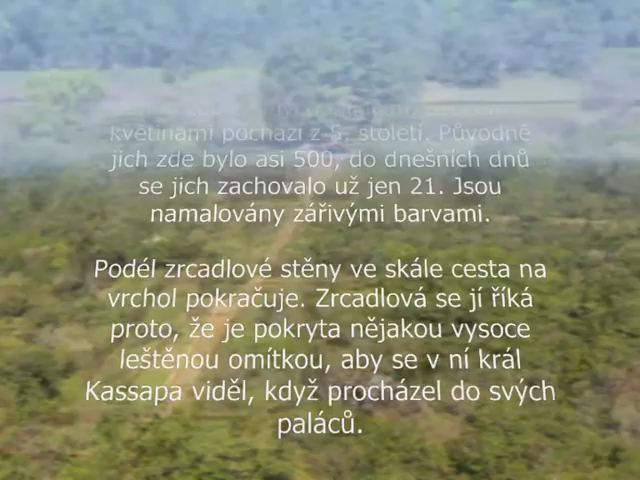 květinami pochází z 5. století. Původně
jich zde bylo asi 500, do dnešních dnů
se jich zachovalo už jen 21. Jsou
namalovány zářivými barvami.
Podél zrcadlové stěny ve skále cesta na
vrchol pokračuje. Zrcadlová se jí říká
proto, že je pokryta nějakou vysoce
leštěnou omítkou, aby se v ní král
Kassapa viděl, když procházel do svých
paláců.